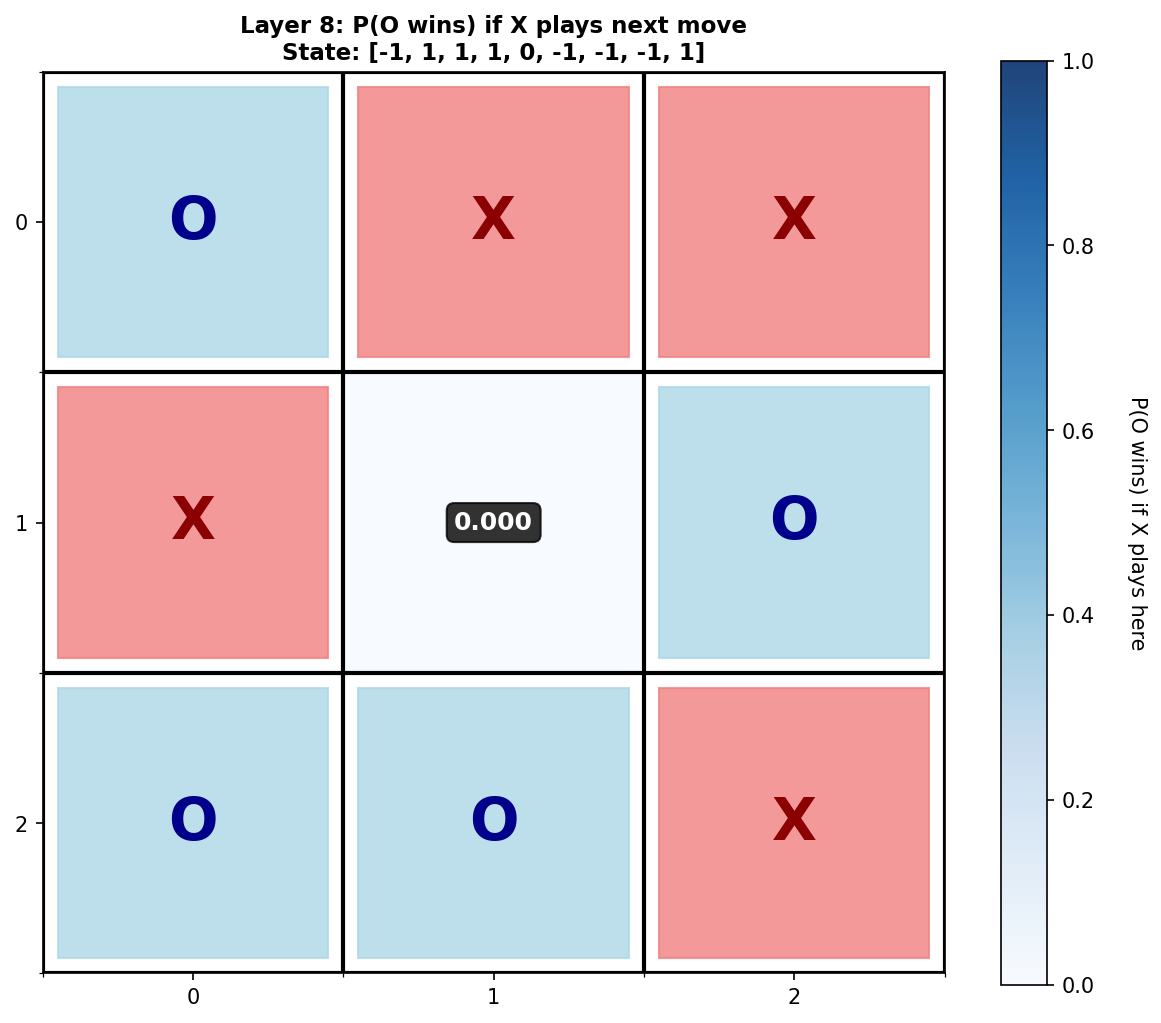 Layer 8: P(O wins) if X plays next move
State: [-1, 1, 1, 1, 0, -1, -1, -1, 1]
0
O
X
X
1
X
0.000
O
2
O
O
X
0
1
2
1.0
0.8
0.6
0.4
0.2
0.0
P(O wins) if X plays here